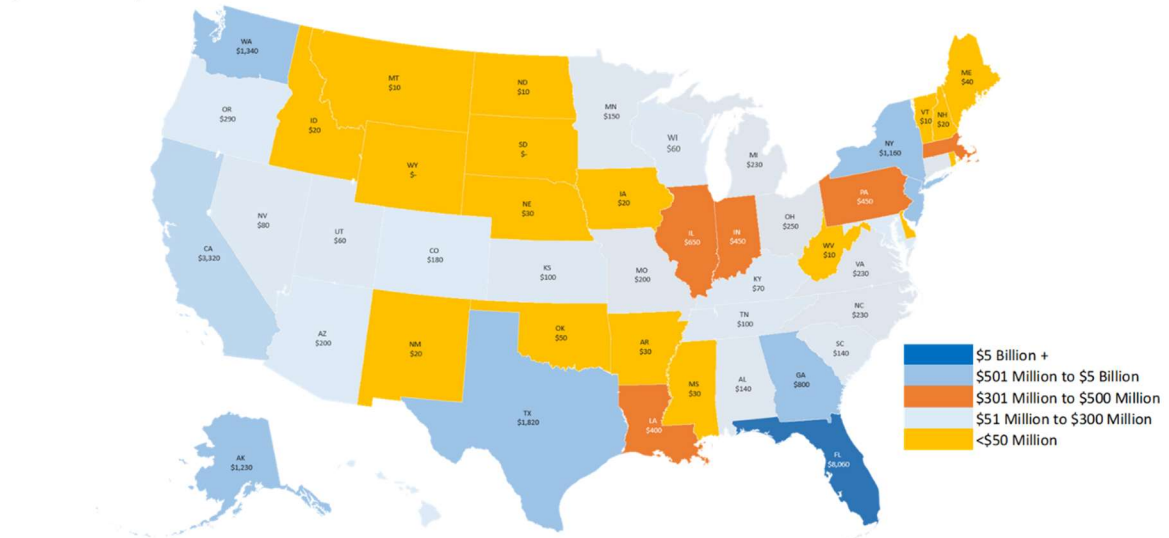 WA
$1,340
OR
$290
CA
$3,320
NV
$80
ID
$20
MT
$10
WY
$-
UT
$60
CO
$180
AZ
$200
NM
$20
ND
$10
SD
$-
NE
$30
KS
$100
OK
$50
TX
$1,820
MN
$150
IA
$20
MO
$200
AR
$30
LA
$400
WI
$60
IL
$650
IN
$450
MI
$230
OH
$250
KY
$70
TN
$100
MS
$30
AL
$140
GA
$800
FL
$8,060
SC
$140
NC
$230
VA
$230
WV
$10
PA
$450
NY
$1,160
VT
$10
NH
$20
ME
$40
AK
$1,230
$5 Billion +
$501 Million to $5 Billion
$301 Million to $500 Million
$51 Million to $300 Million
<$50 Million